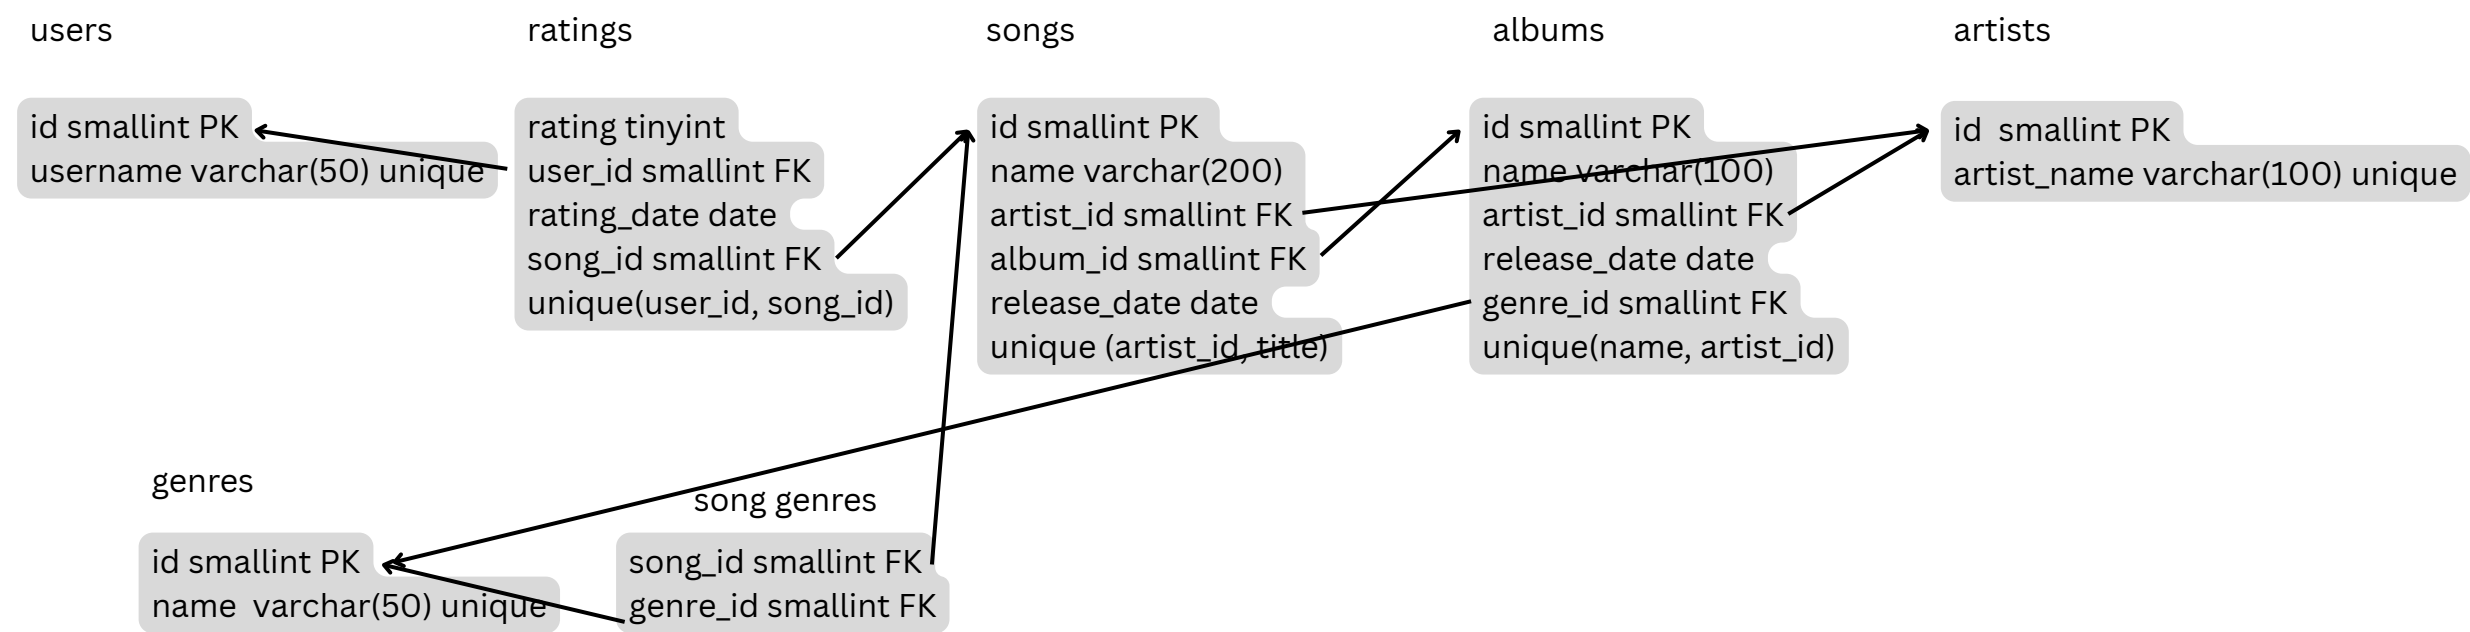 users
id smallint PK
username varchar(50) unique
ratings
rating tinyint
user_id smallint FK
rating_date date
song_id smallint FK
unique(user_id, song_id)
songs
id smallint PK
name varchar(200)
artist_id smallint FK
album_id smallint FK
release_date date
unique (artist_id, title)
albums
id smallint PK
name varchar(100)
artist_id smallint FK
release_date date
genre_id smallint FK
unique(name, artist_id)
artists
id  smallint PK
artist_name varchar(100) unique
genres
id smallint PK
name  varchar(50) unique
song genres
song_id smallint FK
genre_id smallint FK